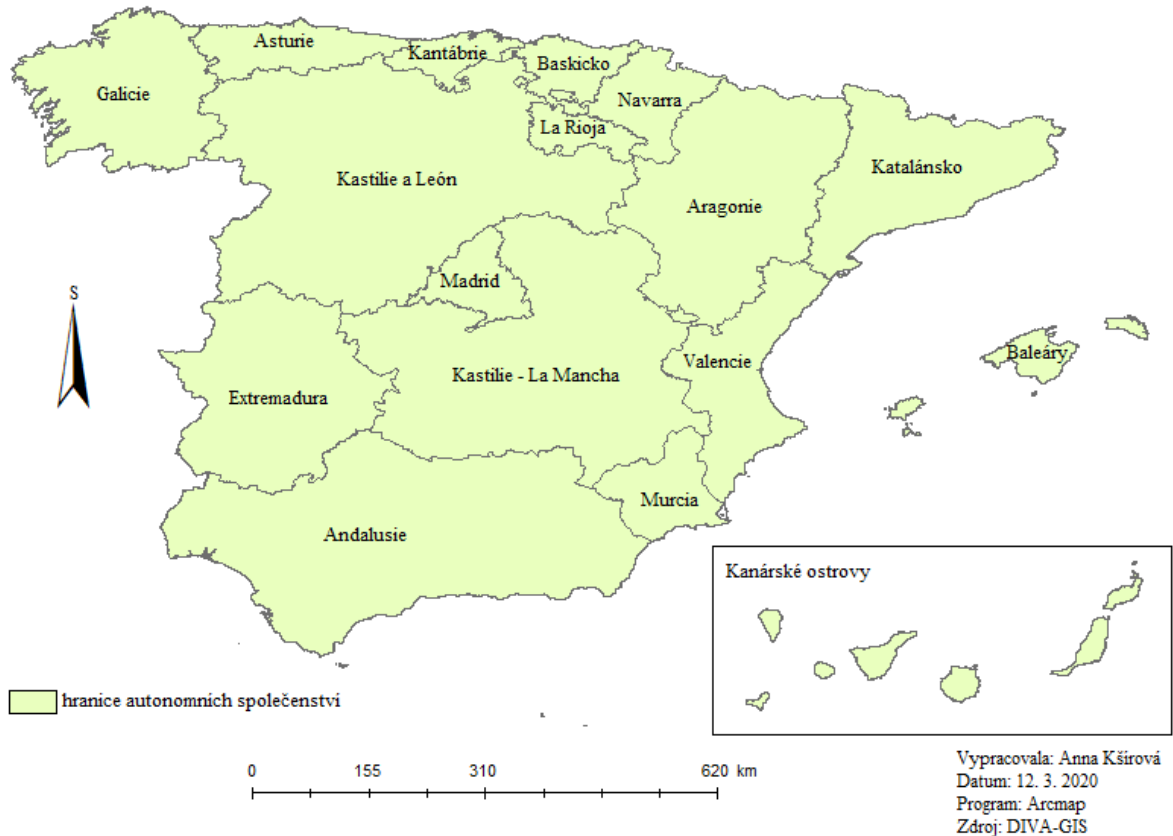 Asturie
Kantábrie
Baskicko
Galicie
Navarra
La Rioja
Katalánsko
Kastilie a León
Aragonie
Madrid
S
Baleáry
Valencie
Kastilie - La Mancha
Extremadura
Murcia
Andalusie
Kanárské ostrovy
hranice autonomních společenství
0 155 310 620 km
Vypracovala: Anna Kšírová
Datum: 12. 3. 2020
Program: Arcmap
Zdroj: DIVA-GIS